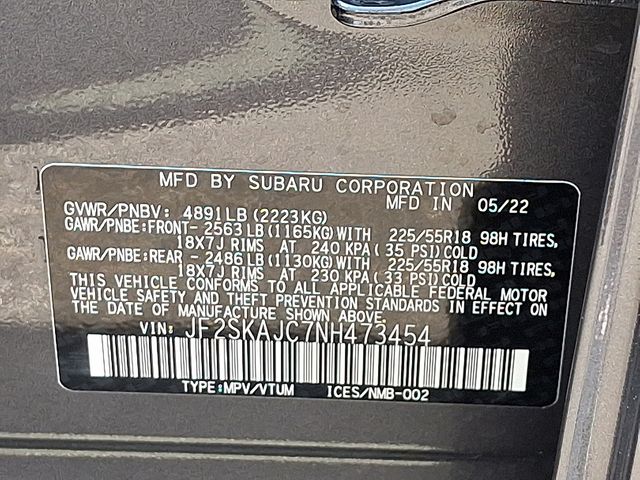 MFD BY SUBARU CORPORATION
MFD IN 05/22
GVWR/PNBV: 4891LB(2223KG)
GAWR/PNBE:FRONT- 2563LB(1165KG)WITH 225/55R18 98H TIRES,
18X7J RIMS AT 240 KPA(35 PSI)COLD
GAWR/PNBE:REAR - 2486LB(1130KG)WITH 225/55R18 98H TIRES,
18X7J RIMS AT 230 KPA(33 PSI)COLD
THIS VEHICLE CONFORMS TO ALL APPLICABLE FEDERAL MOTOR
VEHICLE SAFETY AND THEFT PREVENTION STANDARDS IN EFFECT ON
THE DATE OF MANUFACTURE SHOWN ABOVE.
VIN: JF2SKAJC7NH473454
TYPE:MPV/VTUM ICES/NMB-002